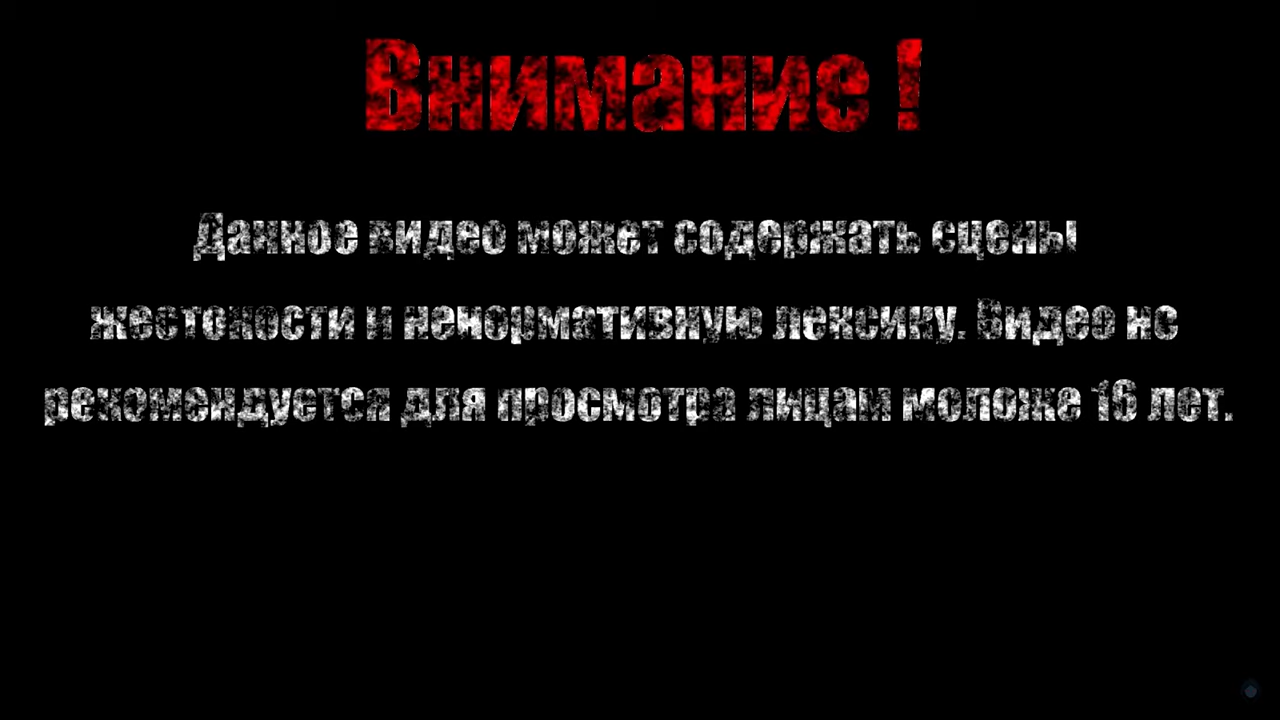 Внимание !
Данное видео может содержать сцены
жестокости и ненормативную лексику. Видео не
рекомендуется для просмотра лицам моложе 16 лет.